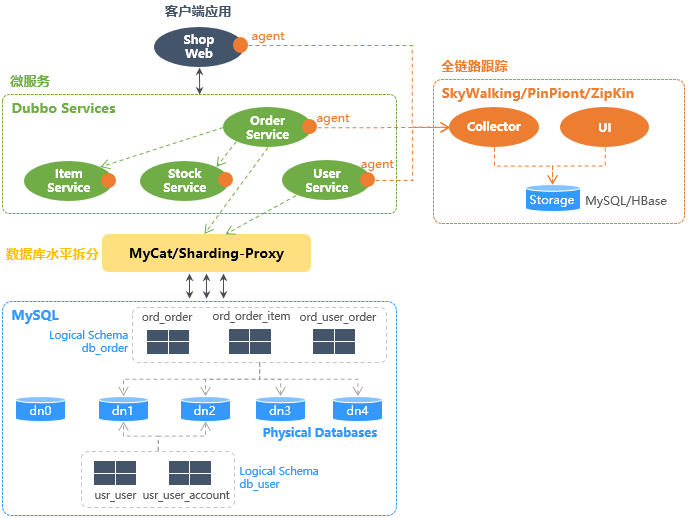 客户端应用
Shop
Web
agent
微服务
全链路跟踪
Dubbo Services
SkyWalking/PinPiont/ZipKin
Order
Service
agent
Collector
UI
Item
Service
Stock
Service
User
Service
agent
Storage
MySQL/HBase
数据库水平拆分
MyCat/Sharding-Proxy
MySQL
ord_order
ord_order_item
ord_user_order
Logical Schema
db_order
dn0
dn1
dn2
dn3
dn4
Physical Databases
Logical Schema
db_user
usr_user
usr_user_account